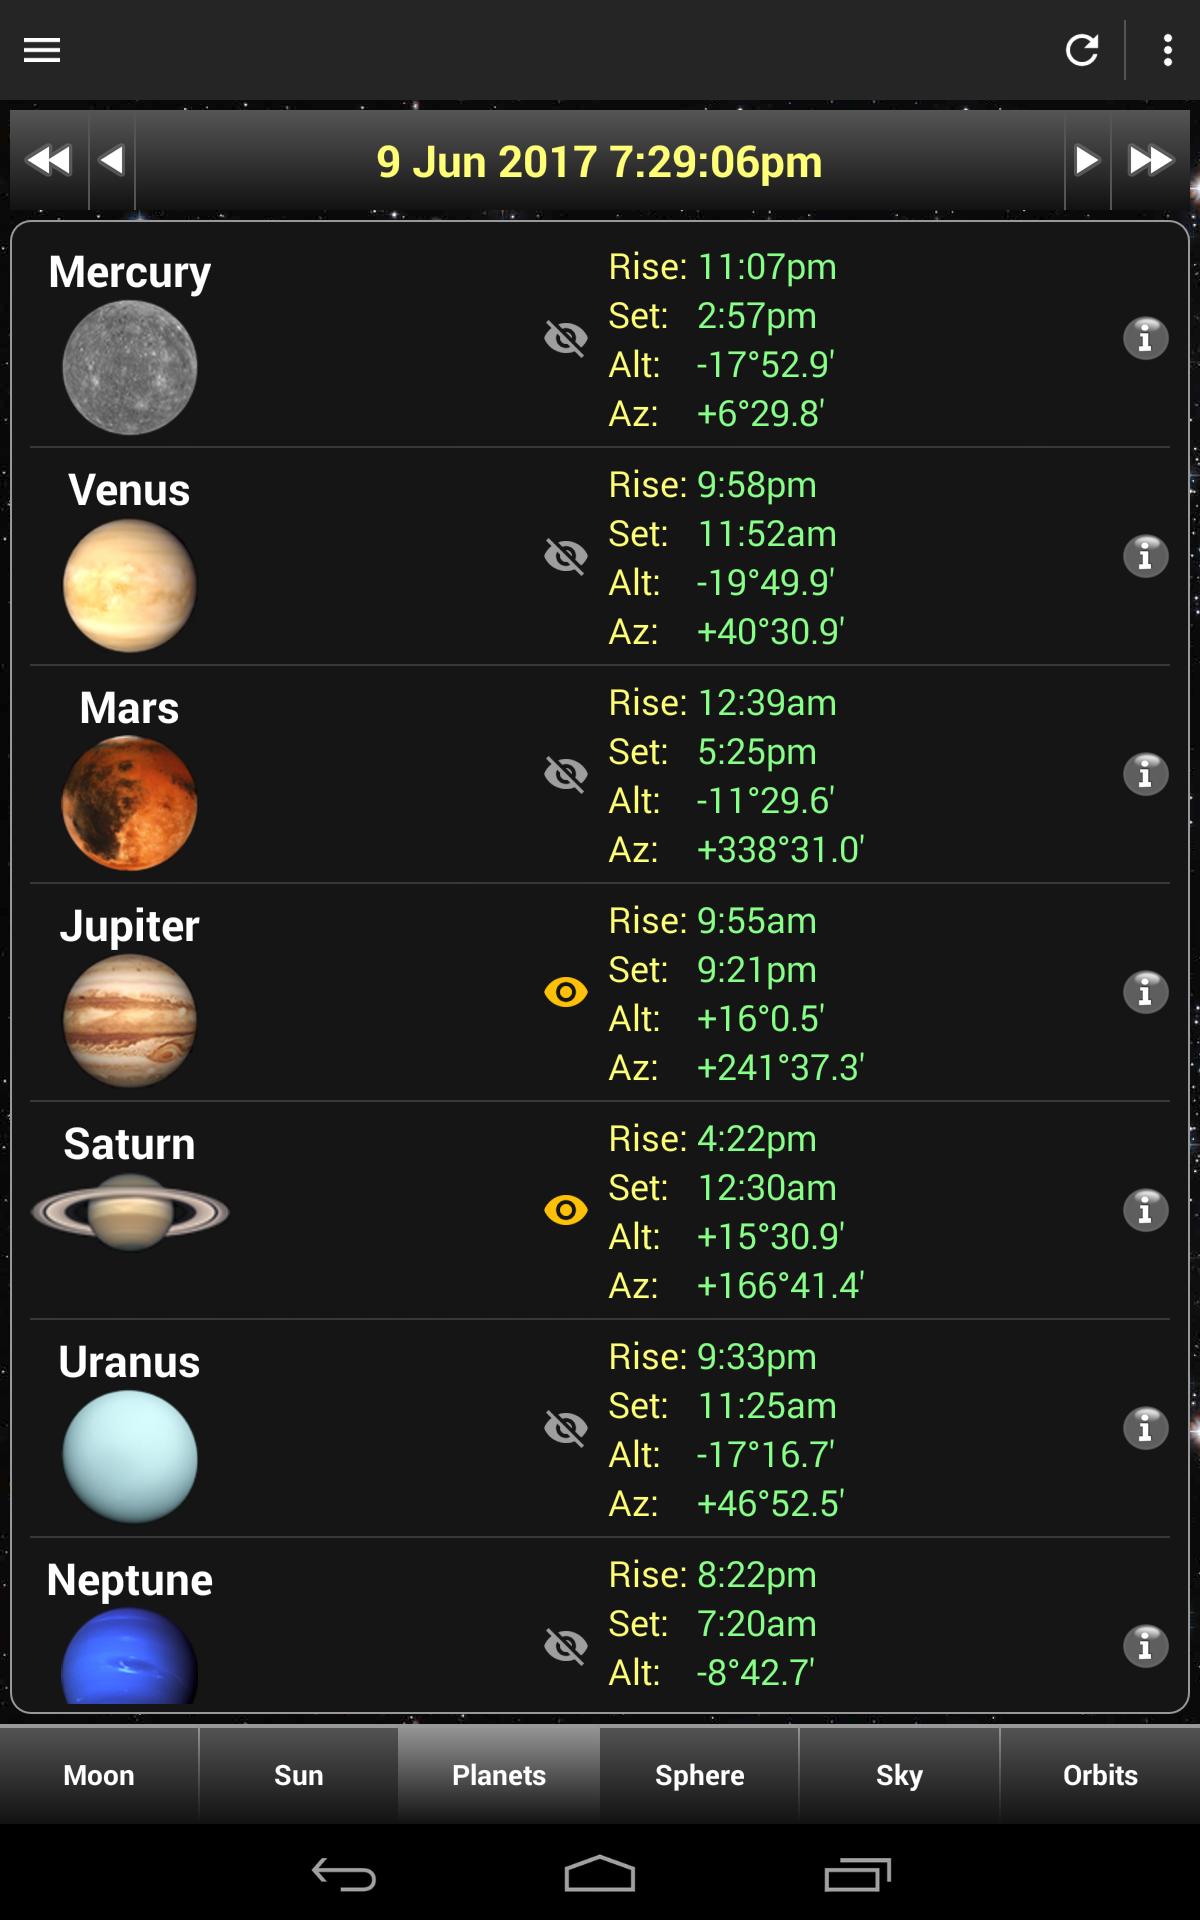 9 Jun 2017 7:29:06pm
Mercury
Rise: 11:07pm
Set: 2:57pm
Alt: -17°52.9'
Az: +6°29.8'
Venus
Rise: 9:58pm
Set: 11:52am
Alt: -19°49.9'
Az: +40°30.9'
Mars
Rise: 12:39am
Set: 5:25pm
Alt: -11°29.6'
Az: +338°31.0'
Jupiter
Rise: 9:55am
Set: 9:21pm
Alt: +16°0.5'
Az: +241°37.3'
Saturn
Rise: 4:22pm
Set: 12:30am
Alt: +15°30.9'
Az: +166°41.4'
Uranus
Rise: 9:33pm
Set: 11:25am
Alt: -17°16.7'
Az: +46°52.5'
Neptune
Rise: 8:22pm
Set: 7:20am
Alt: -8°42.7'
Moon Sun Planets Sphere Sky Orbits